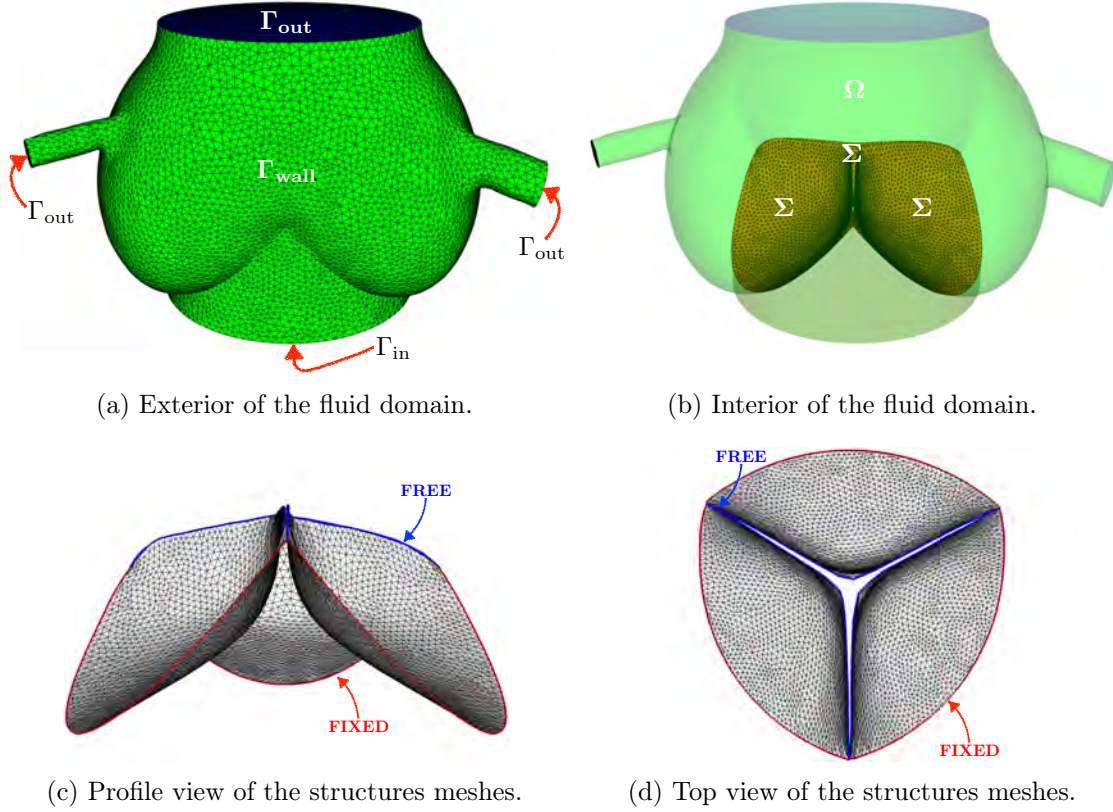 Γout
Γwall
Γout
Γout
Γin
Ω
Σ
Σ
Σ
(a) Exterior of the fluid domain.
(b) Interior of the fluid domain.
FREE
FIXED
FREE
FIXED
(c) Profile view of the structures meshes.
(d) Top view of the structures meshes.